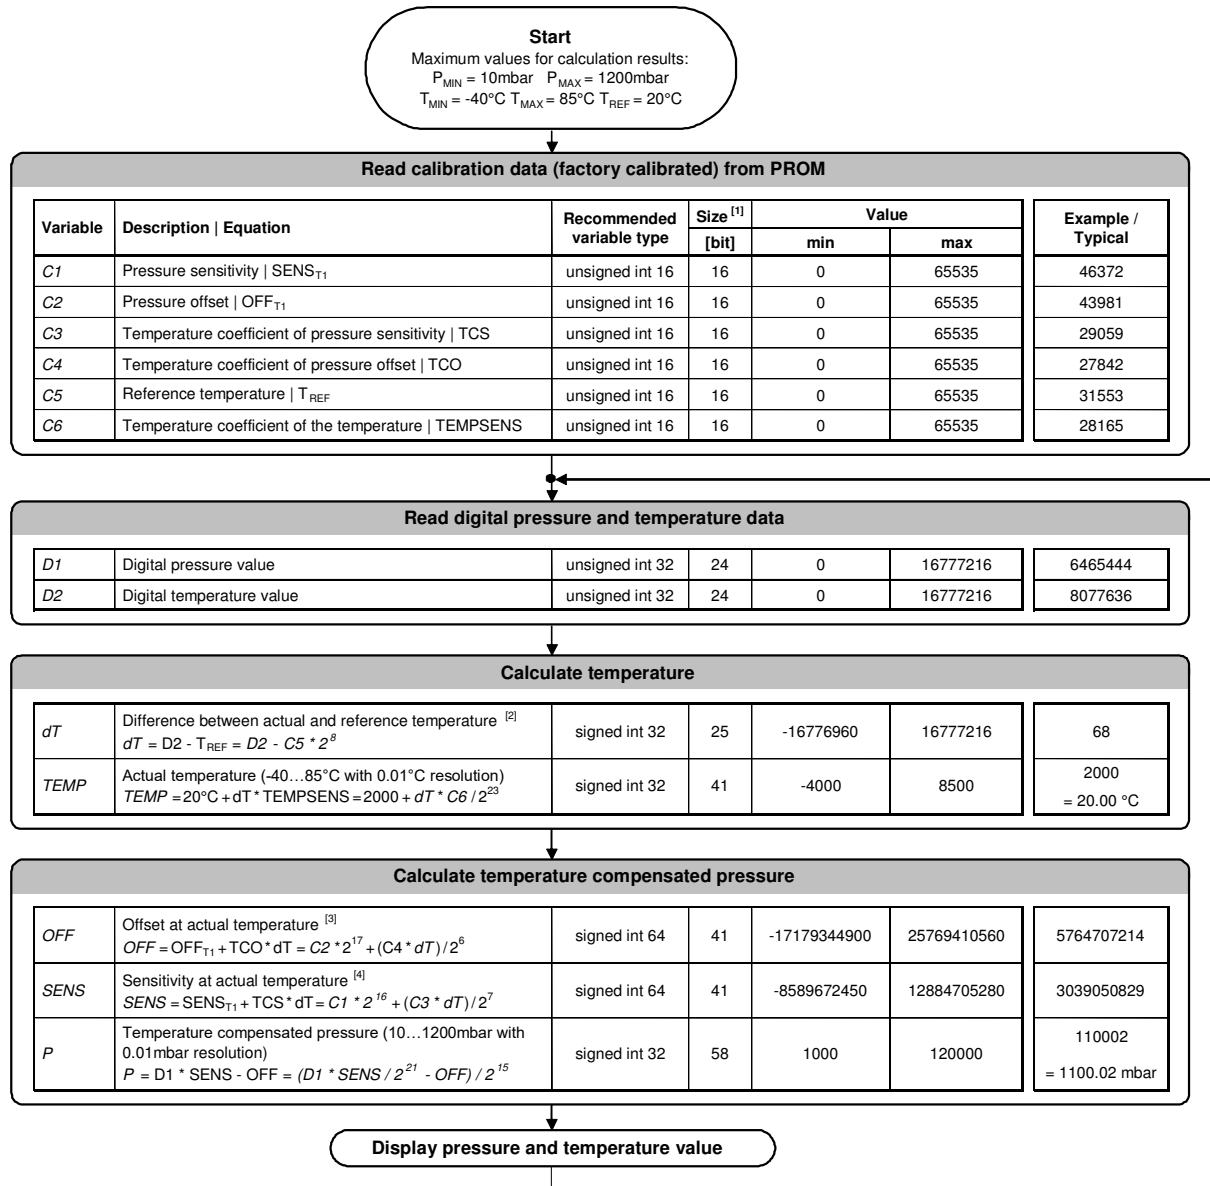 Start
Maximum values for calculation results:
P_MIN = 10mbar P_MAX = 1200mbar
T_MIN = -40°C T_MAX = 85°C T_REF = 20°C
Read calibration data (factory calibrated) from PROM
Variable | Description | Equation | Recommended variable type | Size [1] [bit] | Value min | max | Example / Typical
C1 Pressure sensitivity | SENS_T1 unsigned int 16 16 0 65535 46372
C2 Pressure offset | OFF_T1 unsigned int 16 16 0 65535 43981
C3 Temperature coefficient of pressure sensitivity | TCS unsigned int 16 16 0 65535 29059
C4 Temperature coefficient of pressure offset | TCO unsigned int 16 16 0 65535 27842
C5 Reference temperature | T_REF unsigned int 16 16 0 65535 31553
C6 Temperature coefficient of the temperature | TEMPSENS unsigned int 16 16 0 65535 28165
Read digital pressure and temperature data
D1 Digital pressure value unsigned int 32 24 0 16777216 6465444
D2 Digital temperature value unsigned int 32 24 0 16777216 8077636
Calculate temperature
dT Difference between actual and reference temperature [2]
dT = D2 - T_REF = D2 - C5 * 2^8 signed int 32 25 -16776960 16777216 68
TEMP Actual temperature (-40…85°C with 0.01°C resolution)
TEMP = 20°C + dT * TEMPSENS = 2000 + dT * C6 / 2^23 signed int 32 41 -4000 8500 2000
= 20.00 °C
Calculate temperature compensated pressure
OFF Offset at actual temperature [3]
OFF = OFF_T1 + TCO * dT = C2 * 2^17 + (C4 * dT) / 2^6 signed int 64 41 -17179344900 25769410560 5764707214
SENS Sensitivity at actual temperature [4]
SENS = SENS_T1 + TCS * dT = C1 * 2^16 + (C3 * dT) / 2^7 signed int 64 41 -8589672450 12884705280 3039050829
P Temperature compensated pressure (10…1200mbar with
0.01mbar resolution)
P = D1 * SENS - OFF = (D1 * SENS / 2^21 - OFF) / 2^15 signed int 32 58 1000 120000 110002
= 1100.02 mbar
Display pressure and temperature value